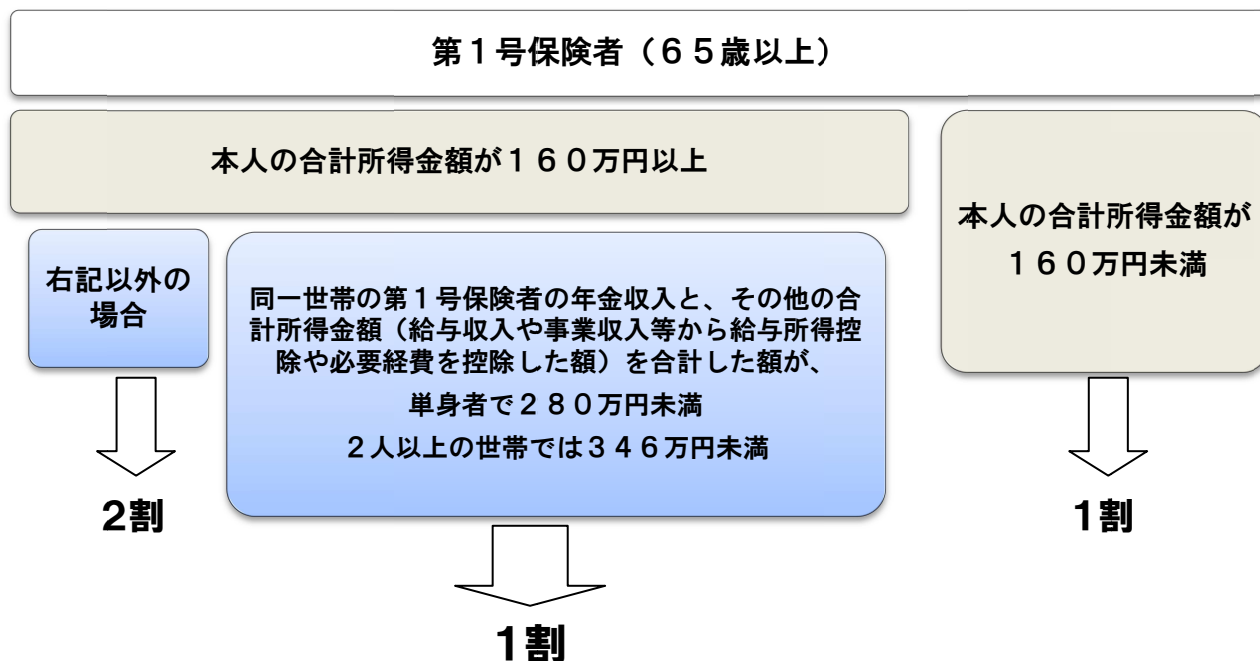 第１号保険者（６５歳以上）
本人の合計所得金額が１６０万円以上
本人の合計所得金額が
１６０万円未満
右記以外の
場合
同一世帯の第１号保険者の年金収入と、その他の合
計所得金額（給与収入や事業収入等から給与所得控
除や必要経費を控除した額）を合計した額が、
単身者で２８０万円未満
２人以上の世帯では３４６万円未満
2割
1割
1割